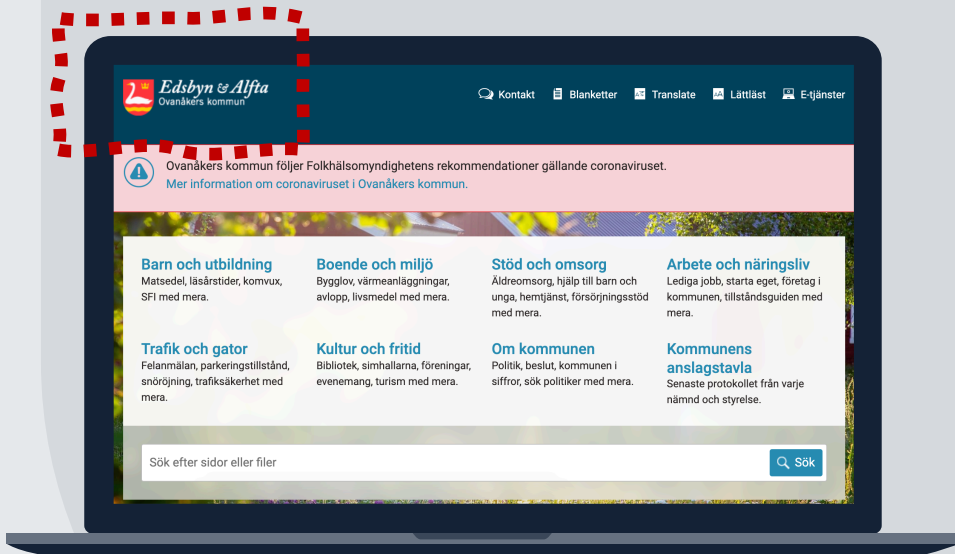 Edsbyn & Alfta
Ovanåkers kommun
Kontakt Blanketter Translate Lättläst E-tjänster
Ovanåkers kommun följer Folkhälsomyndighetens rekommendationer gällande coronaviruset.
Mer information om coronaviruset i Ovanåkers kommun.
Barn och utbildning
Matsedel, läsårstider, komvux,
SFI med mera.
Boende och miljö
Bygglov, värmeanläggningar,
avlopp, livsmedel med mera.
Stöd och omsorg
Äldreomsorg, hjälp till barn och
unga, hemtjänst, försörjningsstöd
med mera.
Arbete och näringsliv
Lediga jobb, starta eget, företag i
kommunen, tillståndsguiden med
mera.
Trafik och gator
Felanmälan, parkeringstillstånd,
snöröjning, trafiksäkerhet med
mera.
Kultur och fritid
Bibliotek, simhallarna, föreningar,
evenemang, turism med mera.
Om kommunen
Politik, beslut, kommunen i
siffror, sök politiker med mera.
Kommunens
anslagstavla
Senaste protokollet från varje
nämnd och styrelse.
Sök efter sidor eller filer
Sök